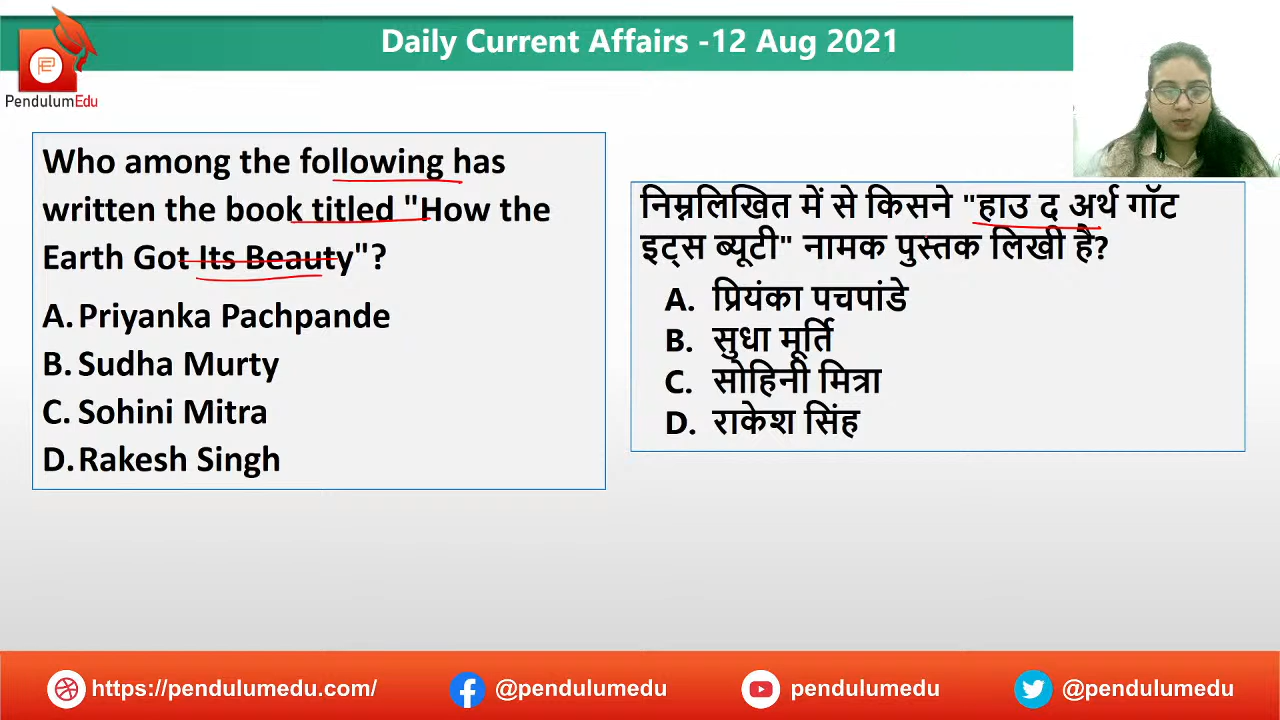 Daily Current Affairs -12 Aug 2021
PendulumEdu
Who among the following has
written the book titled "How the
Earth Got Its Beauty"?
A. Priyanka Pachpande
B. Sudha Murty
C. Sohini Mitra
D. Rakesh Singh
निम्नलिखित में से किसने "हाउ द अर्थ गॉट
इट्स ब्यूटी" नामक पुस्तक लिखी है?
A. प्रियंका पचपांडे
B. सुधा मूर्ति
C. सोहिनी मित्रा
D. राकेश सिंह
https://pendulumedu.com/
@pendulumedu
pendulumedu
@pendulumedu